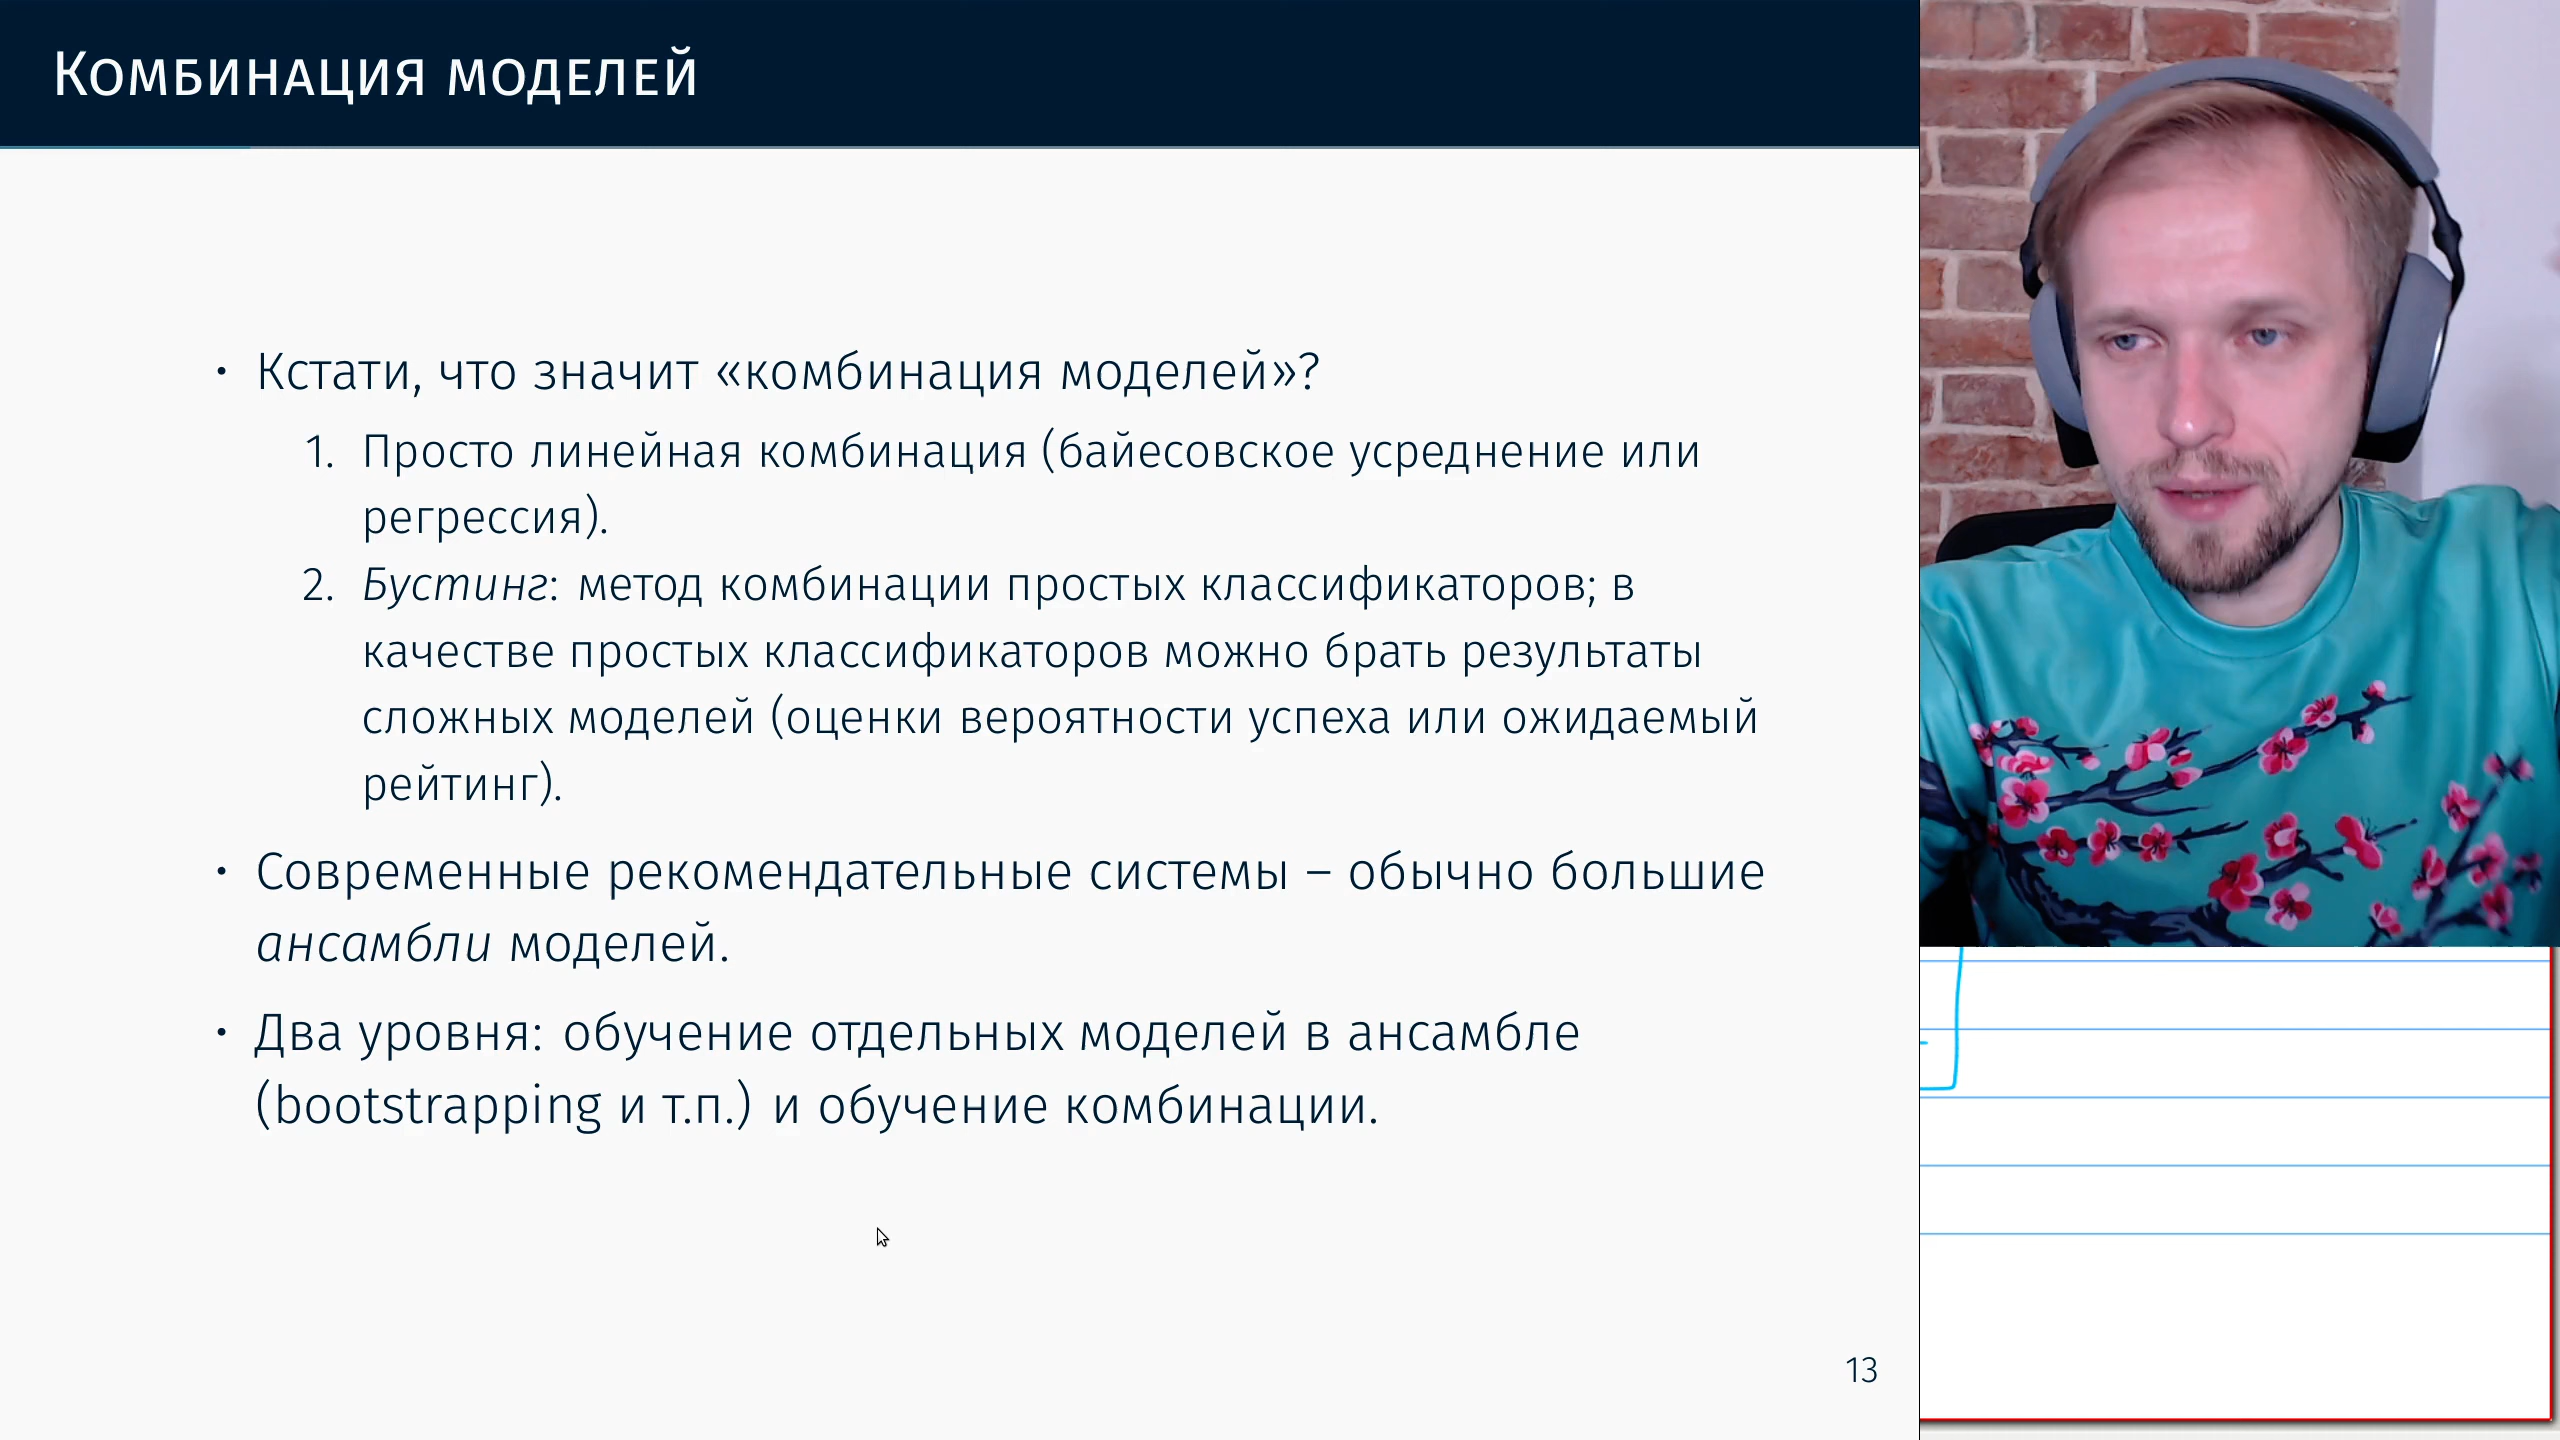 Комбинация моделей
• Кстати, что значит «комбинация моделей»?
1. Просто линейная комбинация (байесовское усреднение или
регрессия).
2. Бустинг: метод комбинации простых классификаторов; в
качестве простых классификаторов можно брать результаты
сложных моделей (оценки вероятности успеха или ожидаемый
рейтинг).
• Современные рекомендательные системы – обычно большие
ансамбли моделей.
• Два уровня: обучение отдельных моделей в ансамбле
(bootstrapping и т.п.) и обучение комбинации.
13